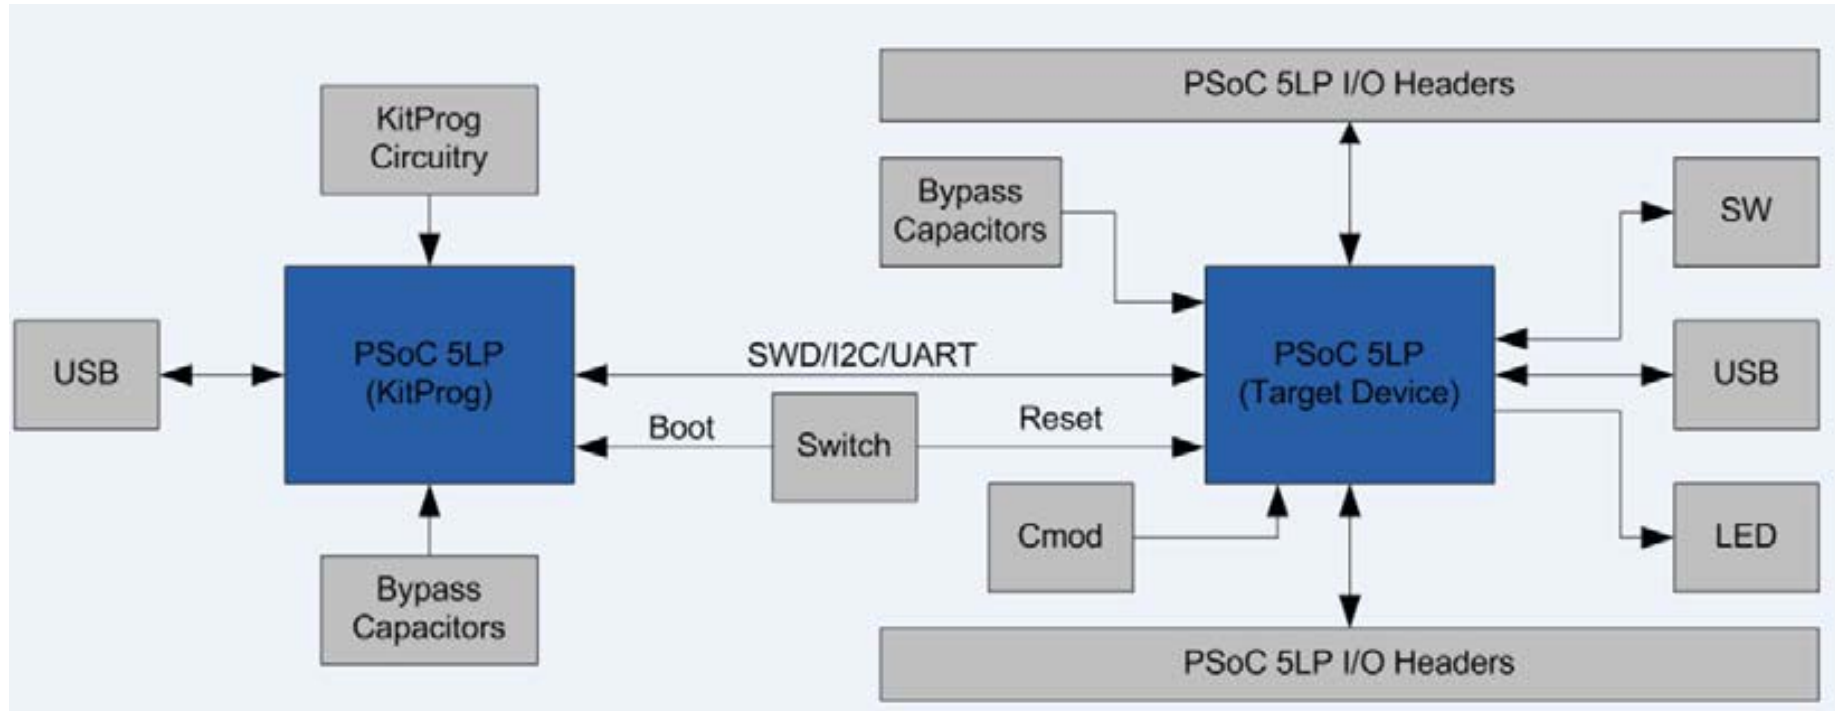 PSoC 5LP I/O Headers
KitProg
Circuitry
Bypass
Capacitors
SW
USB
PSoC 5LP
(KitProg)
SWD/I2C/UART
PSoC 5LP
(Target Device)
USB
Boot
Switch
Reset
Cmod
LED
Bypass
Capacitors
PSoC 5LP I/O Headers